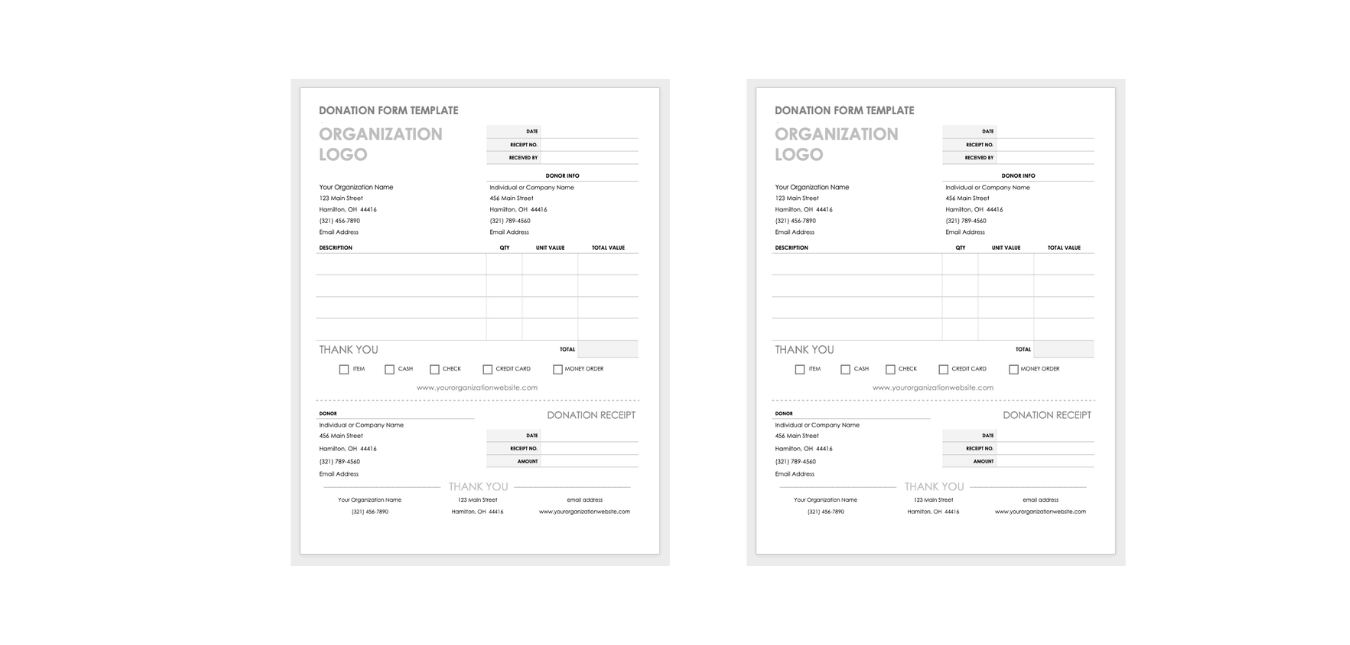 DONATION FORM TEMPLATE
ORGANIZATION
LOGO
DATE
RECEIPT NO.
RECIEVED BY
DONOR INFO
Your Organization Name
123 Main Street
Hamilton, OH 44416
(321) 456-7890
Email Address
Individual or Company Name
456 Main Street
Hamilton, OH 44416
(321) 789-4560
Email Address
DESCRIPTION QTY UNIT VALUE TOTAL VALUE
THANK YOU TOTAL
ITEM CASH CHECK CREDIT CARD MONEY ORDER
www.yourorganizationwebsite.com
DONOR
Individual or Company Name
456 Main Street
Hamilton, OH 44416
(321) 789-4560
Email Address
DONATION RECEIPT
DATE
RECEIPT NO.
AMOUNT
THANK YOU
Your Organization Name 123 Main Street email address
(321) 456-7890 Hamilton, OH 44416 www.yourorganizationwebsite.com
DONATION FORM TEMPLATE
ORGANIZATION
LOGO
DATE
RECEIPT NO.
RECIEVED BY
DONOR INFO
Your Organization Name
123 Main Street
Hamilton, OH 44416
(321) 456-7890
Email Address
Individual or Company Name
456 Main Street
Hamilton, OH 44416
(321) 789-4560
Email Address
DESCRIPTION QTY UNIT VALUE TOTAL VALUE
THANK YOU TOTAL
ITEM CASH CHECK CREDIT CARD MONEY ORDER
www.yourorganizationwebsite.com
DONOR
Individual or Company Name
456 Main Street
Hamilton, OH 44416
(321) 789-4560
Email Address
DONATION RECEIPT
DATE
RECEIPT NO.
AMOUNT
THANK YOU
Your Organization Name 123 Main Street email address
(321) 456-7890 Hamilton, OH 44416 www.yourorganizationwebsite.com